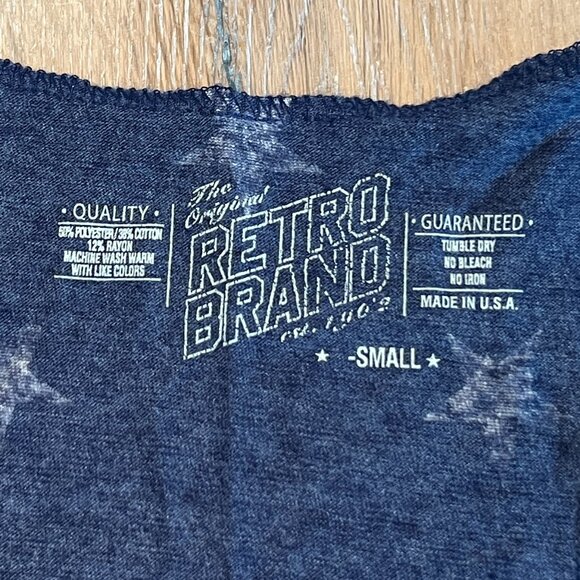 · QUALITY ·
50% POLYESTER/38% COTTON
12% RAYON
MACHINE WASH WARM
WITH LIKE COLORS
The
Original
RETRO
BRAND
· GUARANTEED ·
TUMBLE DRY
NO BLEACH
NO IRON
MADE IN U.S.A.
★ -SMALL ★